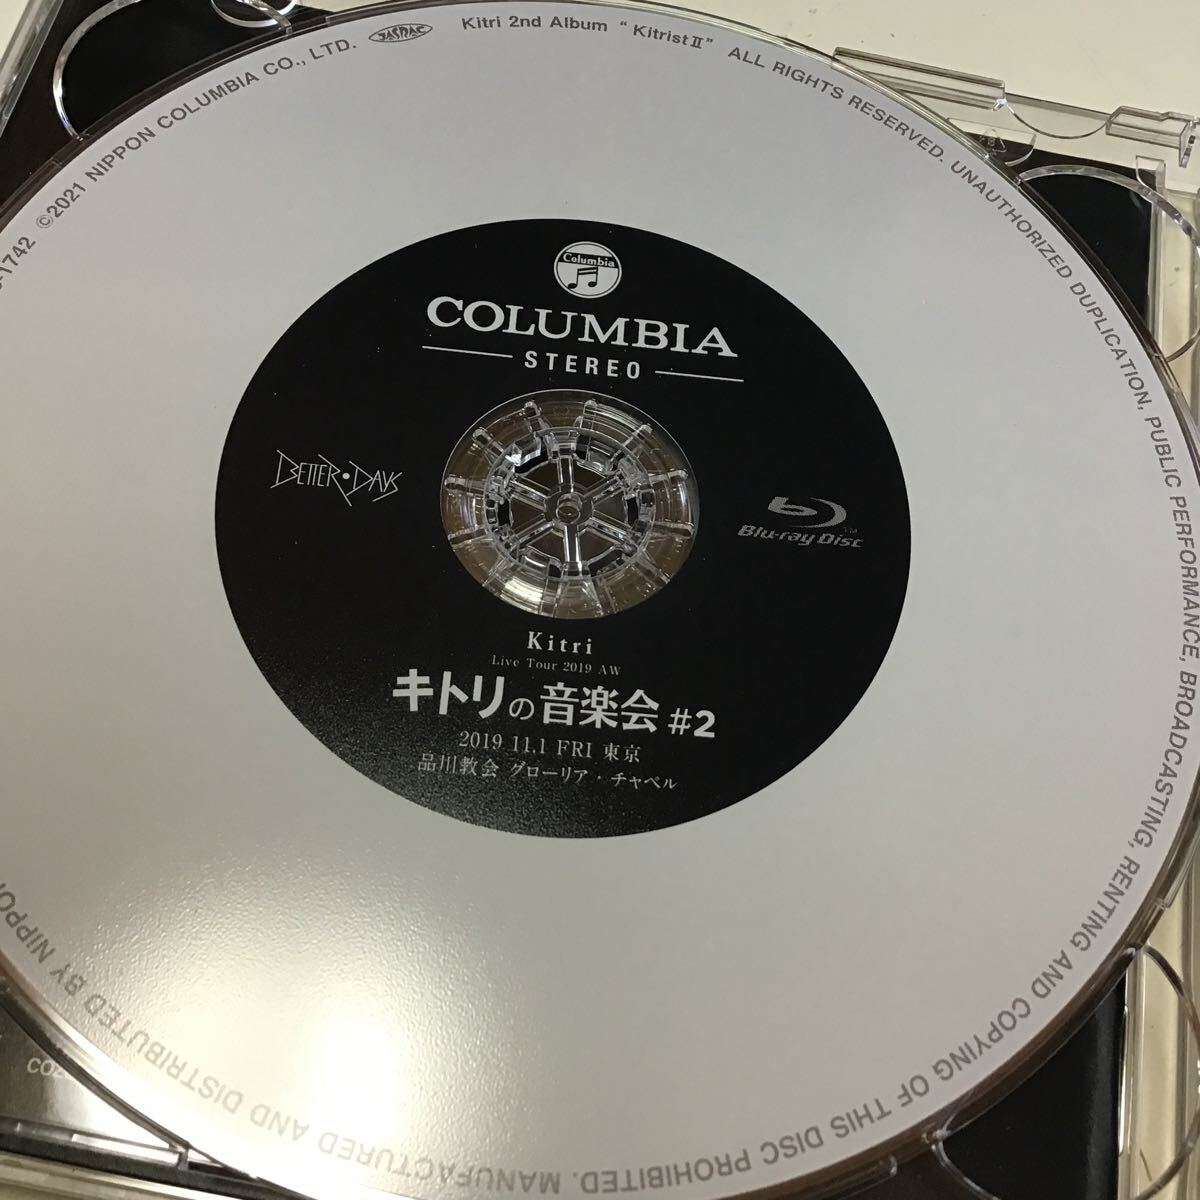 -1742 ©2021 NIPPON COLUMBIA CO., LTD. JASRAC Kitri 2nd Album “KitristⅡ” ALL RIGHTS RESERVED. UNAUTHORIZED DUPLICATION, PUBLIC PERFORMANCE, BROADCASTING, RENTING AND COPYING OF THIS DISC PROHIBITED. MANUFACTURED AND DISTRIBUTED BY NIPPON
Columbia
COLUMBIA
STEREO
BETTER・DAYS
Blu-ray Disc
Kitri
Live Tour 2019 AW
キトリの音楽会 #2
2019 11.1 FRI 東京
品川教会 グローリア・チャペル